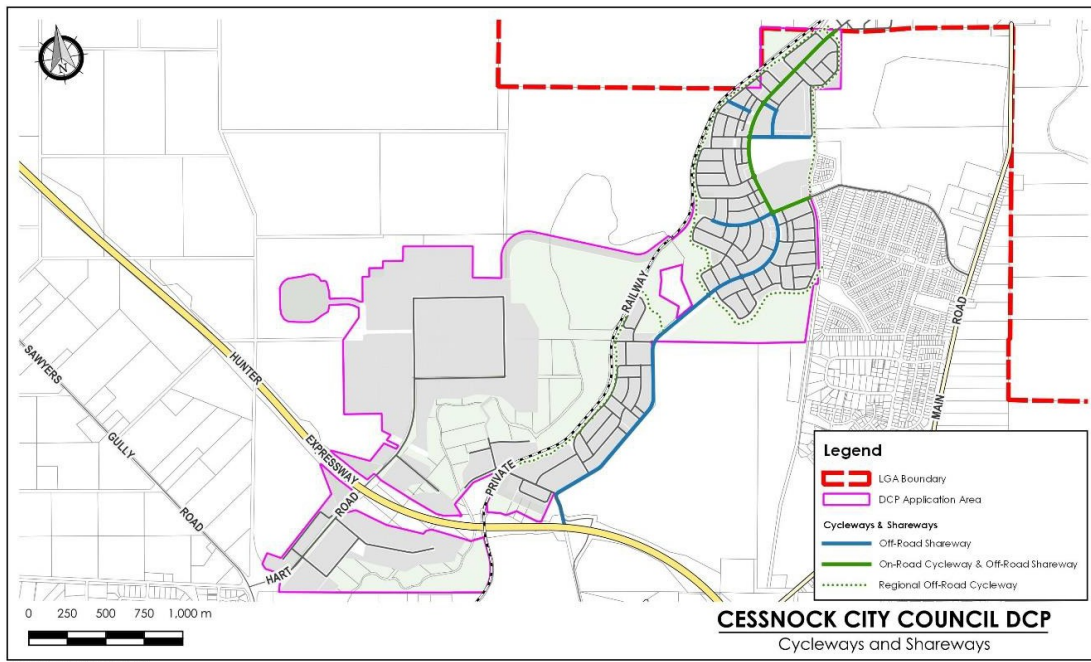 N
RAILWAY
HUNTER
SAWYERS
GULLY
ROAD
EXPRESSWAY
PRIVATE
HART
ROAD
MAIN
ROAD
Legend
LGA Boundary
DCP Application Area
Cycleways & Shareways
Off-Road Shareway
On-Road Cycleway & Off-Road Shareway
Regional Off-Road Cycleway
0 250 500 750 1,000 m
CESSNOCK CITY COUNCIL DCP
Cycleways and Shareways